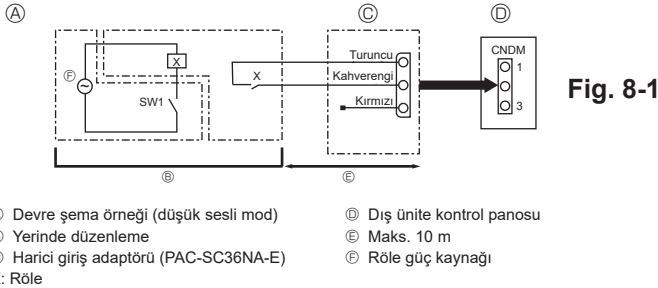 Ⓐ Ⓒ Ⓓ
Turuncu
Kahverengi
Kırmızı
X
X
SW1
Ⓕ
CNDM
1
3
Fig. 8-1
Ⓑ Ⓔ
Devre şema örneği (düşük sesli mod)
Yerinde düzenleme
Harici giriş adaptörü (PAC-SC36NA-E)
: Röle
Ⓓ Dış ünite kontrol panosu
Ⓔ Maks. 10 m
Ⓕ Röle güç kaynağı